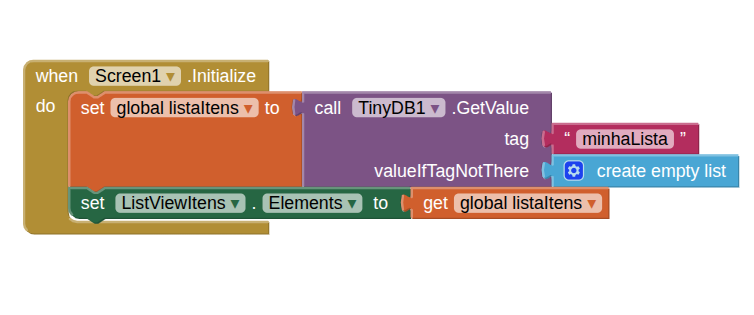 when Screen1 .Initialize
do set global listaItens to call TinyDB1 .GetValue
tag “ minhaLista ”
valueIfTagNotThere create empty list
set ListViewItens . Elements to get global listaItens